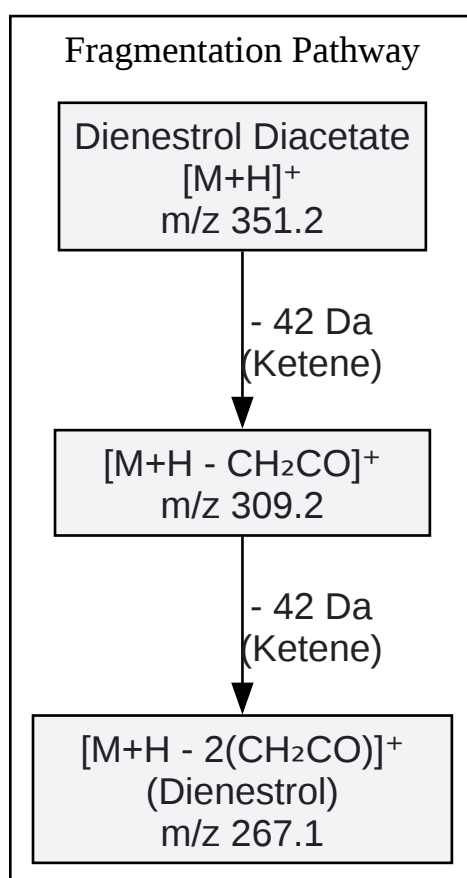 Fragmentation Pathway
Dienestrol Diacetate
[M+H]⁺
m/z 351.2
- 42 Da
(Ketene)
[M+H - CH₂CO]⁺
m/z 309.2
- 42 Da
(Ketene)
[M+H - 2(CH₂CO)]⁺
(Dienestrol)
m/z 267.1